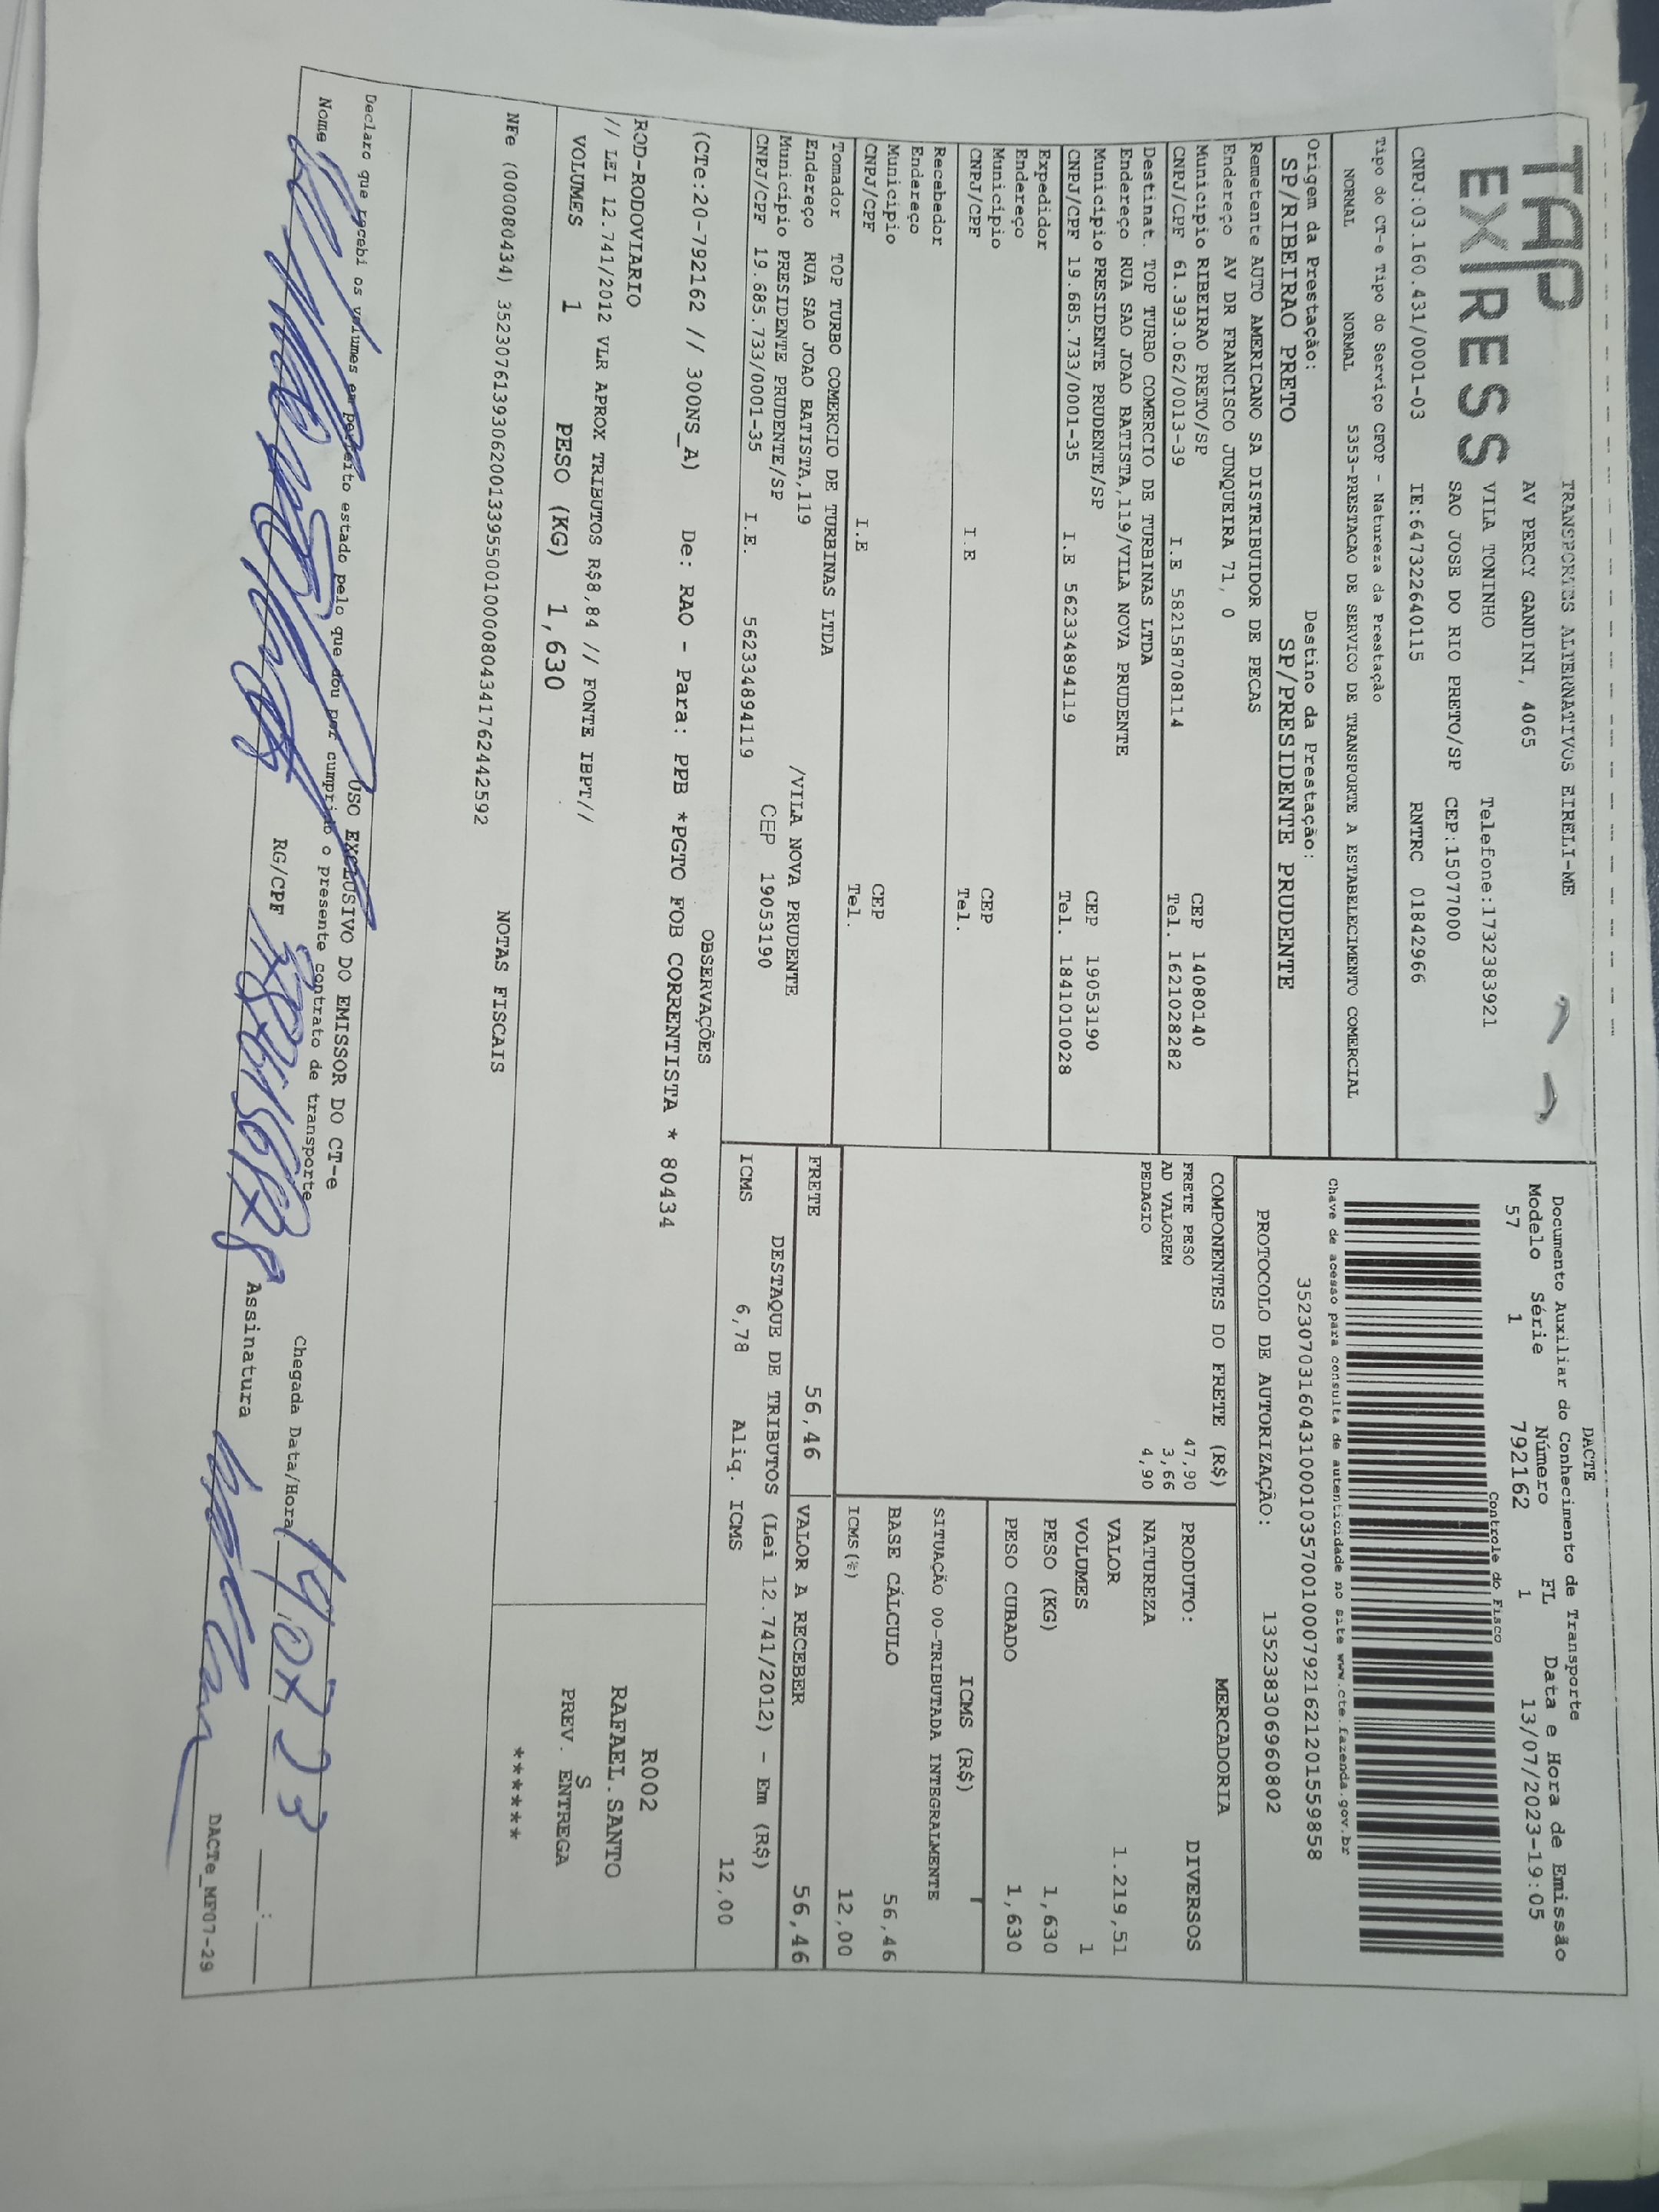 TAP
EXPRESS
TRANSPORTES ALTERNATIVOS EIRELI-ME
AV PERCY GANDINI, 4065
VILA TONINHO Telefone:1732383921
SAO JOSE DO RIO PRETO/SP CEP:15077000
CNPJ:03.160.431/0001-03 IE:647322640115 RNTRC 01842966
DACTE
Documento Auxiliar do Conhecimento de Transporte
Modelo Série Número FL Data e Hora de Emissão
57 1 792162 1 13/07/2023-19:05
Controle do Fisco
Chave de acesso para consulta de autenticidade no site www.cte.fazenda.gov.br
35230703160431000103570010007921621201559858
PROTOCOLO DE AUTORIZAÇÃO: 135238306960802
Tipo do CT-e Tipo do Serviço CFOP - Natureza da Prestação
NORMAL NORMAL 5353-PRESTACAO DE SERVICO DE TRANSPORTE A ESTABELECIMENTO COMERCIAL
Origem da Prestação: Destino da Prestação:
SP/RIBEIRAO PRETO SP/PRESIDENTE PRUDENTE
Remetente AUTO AMERICANO SA DISTRIBUIDOR DE PECAS
Endereço AV DR FRANCISCO JUNQUEIRA 71, 0
Municipio RIBEIRAO PRETO/SP CEP 14080140
CNPJ/CPF 61.393.062/0013-39 I.E 582158708114 Tel. 1621028282
Destinat. TOP TURBO COMERCIO DE TURBINAS LTDA
Endereço RUA SAO JOAO BATISTA,119/VILA NOVA PRUDENTE
Municipio PRESIDENTE PRUDENTE/SP CEP 19053190
CNPJ/CPF 19.685.733/0001-35 I.E 562334894119 Tel. 1841010028
Expedidor
Endereço
Municipio CEP
CNPJ/CPF I.E Tel.
Recebedor
Endereço
Municipio CEP
CNPJ/CPF I.E Tel.
Tomador TOP TURBO COMERCIO DE TURBINAS LTDA
Endereço RUA SAO JOAO BATISTA,119 /VILA NOVA PRUDENTE
Municipio PRESIDENTE PRUDENTE/SP CEP 19053190
CNPJ/CPF 19.685.733/0001-35 I.E. 562334894119
COMPONENTES DO FRETE (R$)
FRETE PESO 47,90
AD VALOREM 3,66
PEDAGIO 4,90
MERCADORIA
PRODUTO: DIVERSOS
NATUREZA
VALOR 1.219,51
VOLUMES 1
PESO (KG) 1,630
PESO CUBADO 1,630
ICMS (R$)
SITUAÇÃO 00-TRIBUTADA INTEGRALMENTE
BASE CÁLCULO 56,46
ICMS(%) 12,00
FRETE 56,46 VALOR A RECEBER 56,46
DESTAQUE DE TRIBUTOS (Lei 12.741/2012) - Em (R$)
ICMS 6,78 Aliq. ICMS 12,00
OBSERVAÇÕES
(CTe:20-792162 // 300NS_A) De: RAO - Para: PPB *PGTO FOB CORRENTISTA * 80434
ROD-RODOVIARIO
// LEI 12.741/2012 VLR APROX TRIBUTOS R$8,84 // FONTE IBPT//
VOLUMES 1 PESO (KG) 1,630
R002
RAFAEL.SANTO
S
PREV. ENTREGA
******
NOTAS FISCAIS
NFe (000080434) 35230761393062001339550010000804341762442592
USO EXCLUSIVO DO EMISSOR DO CT-e
Declaro que recebi os volumes em perfeito estado pelo que dou por cumprido o presente contrato de transporte
Chegada Data/Hora 19 07 23 :
Nome RG/CPF Assinatura
DACTe_MF07-29